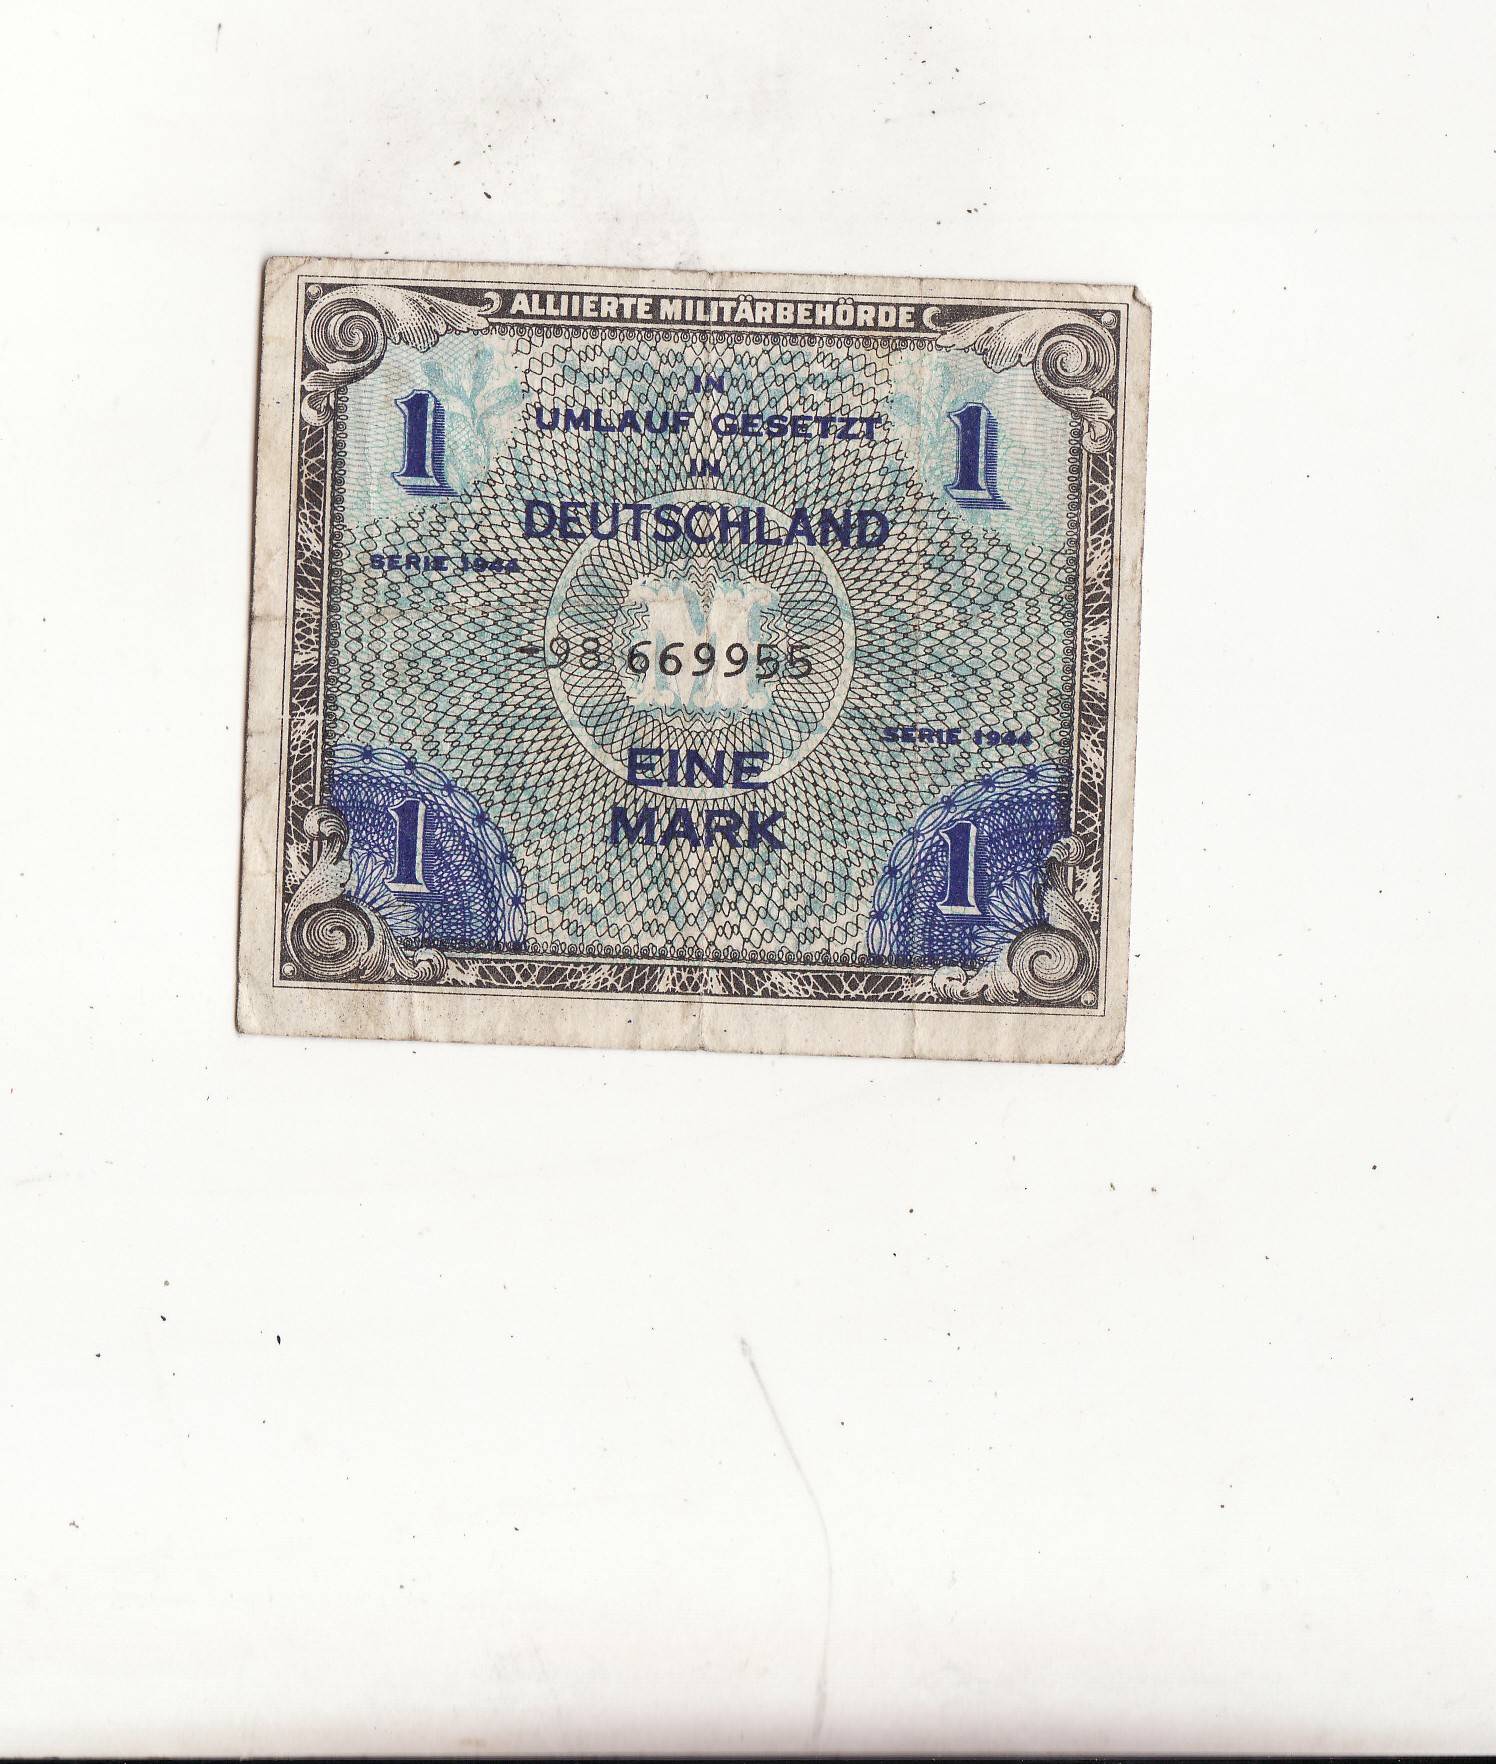 ALLIIERTE MILITÄRBEHÖRDE
IN
1 UMLAUF GESETZT 1
IN
DEUTSCHLAND
SERIE 1944
M
-98 669955
SERIE 1944
EINE
1 MARK 1